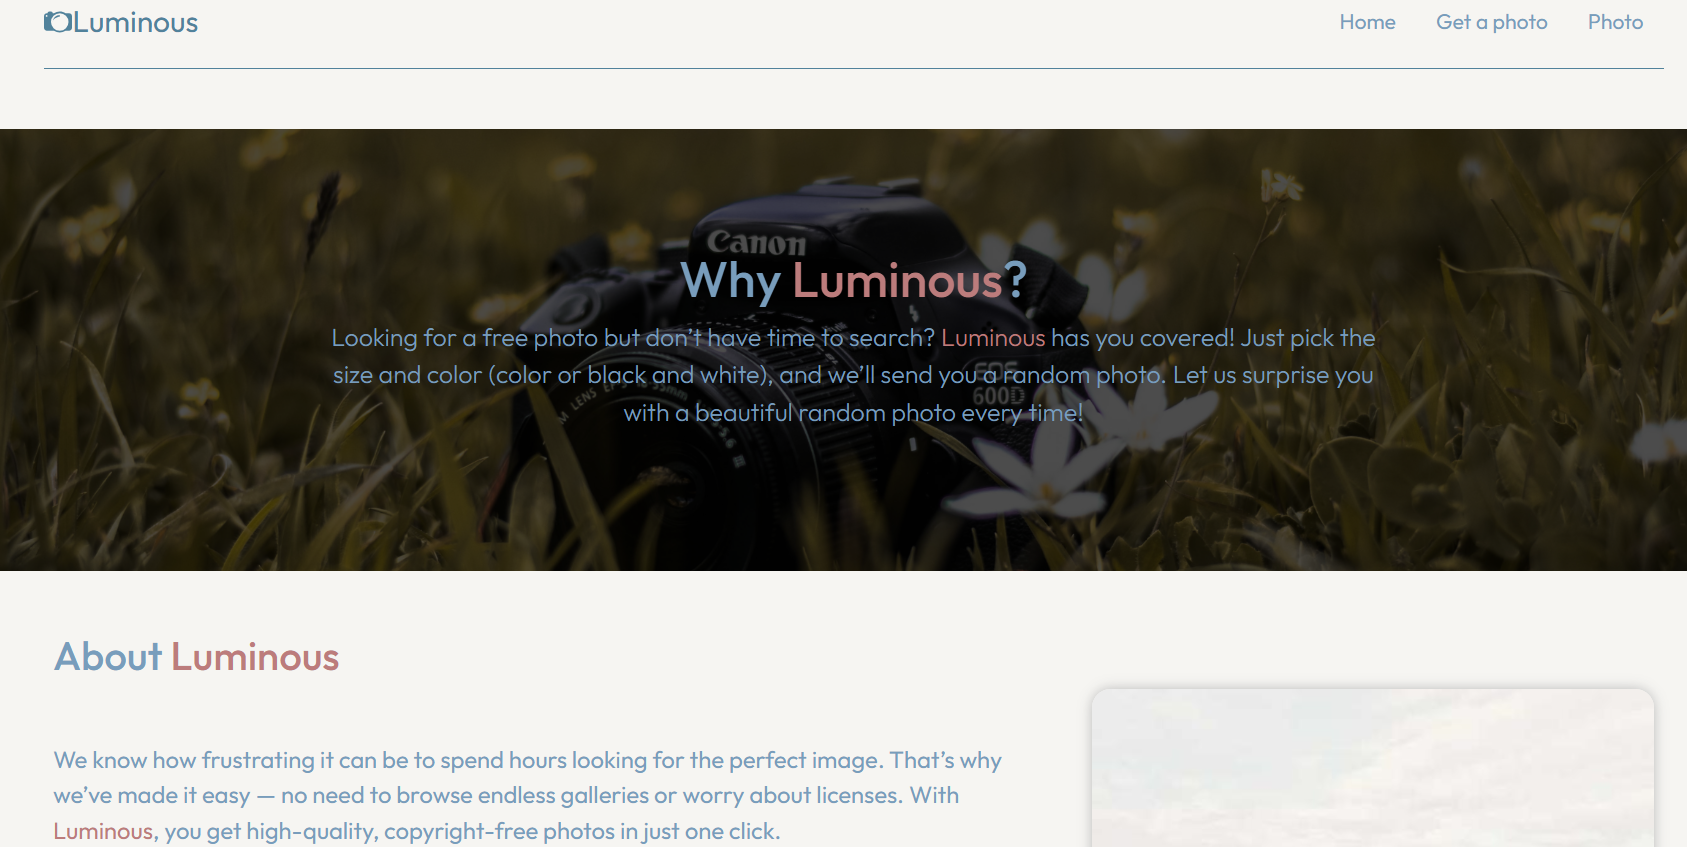 Luminous
Home Get a photo Photo
Canon
Why Luminous?
Looking for a free photo but don’t have time to search? Luminous has you covered! Just pick the
size and color (color or black and white), and we’ll send you a random photo. Let us surprise you
EOS
600D
with a beautiful random photo every time!
About Luminous
We know how frustrating it can be to spend hours looking for the perfect image. That’s why
we’ve made it easy — no need to browse endless galleries or worry about licenses. With
Luminous, you get high-quality, copyright-free photos in just one click.